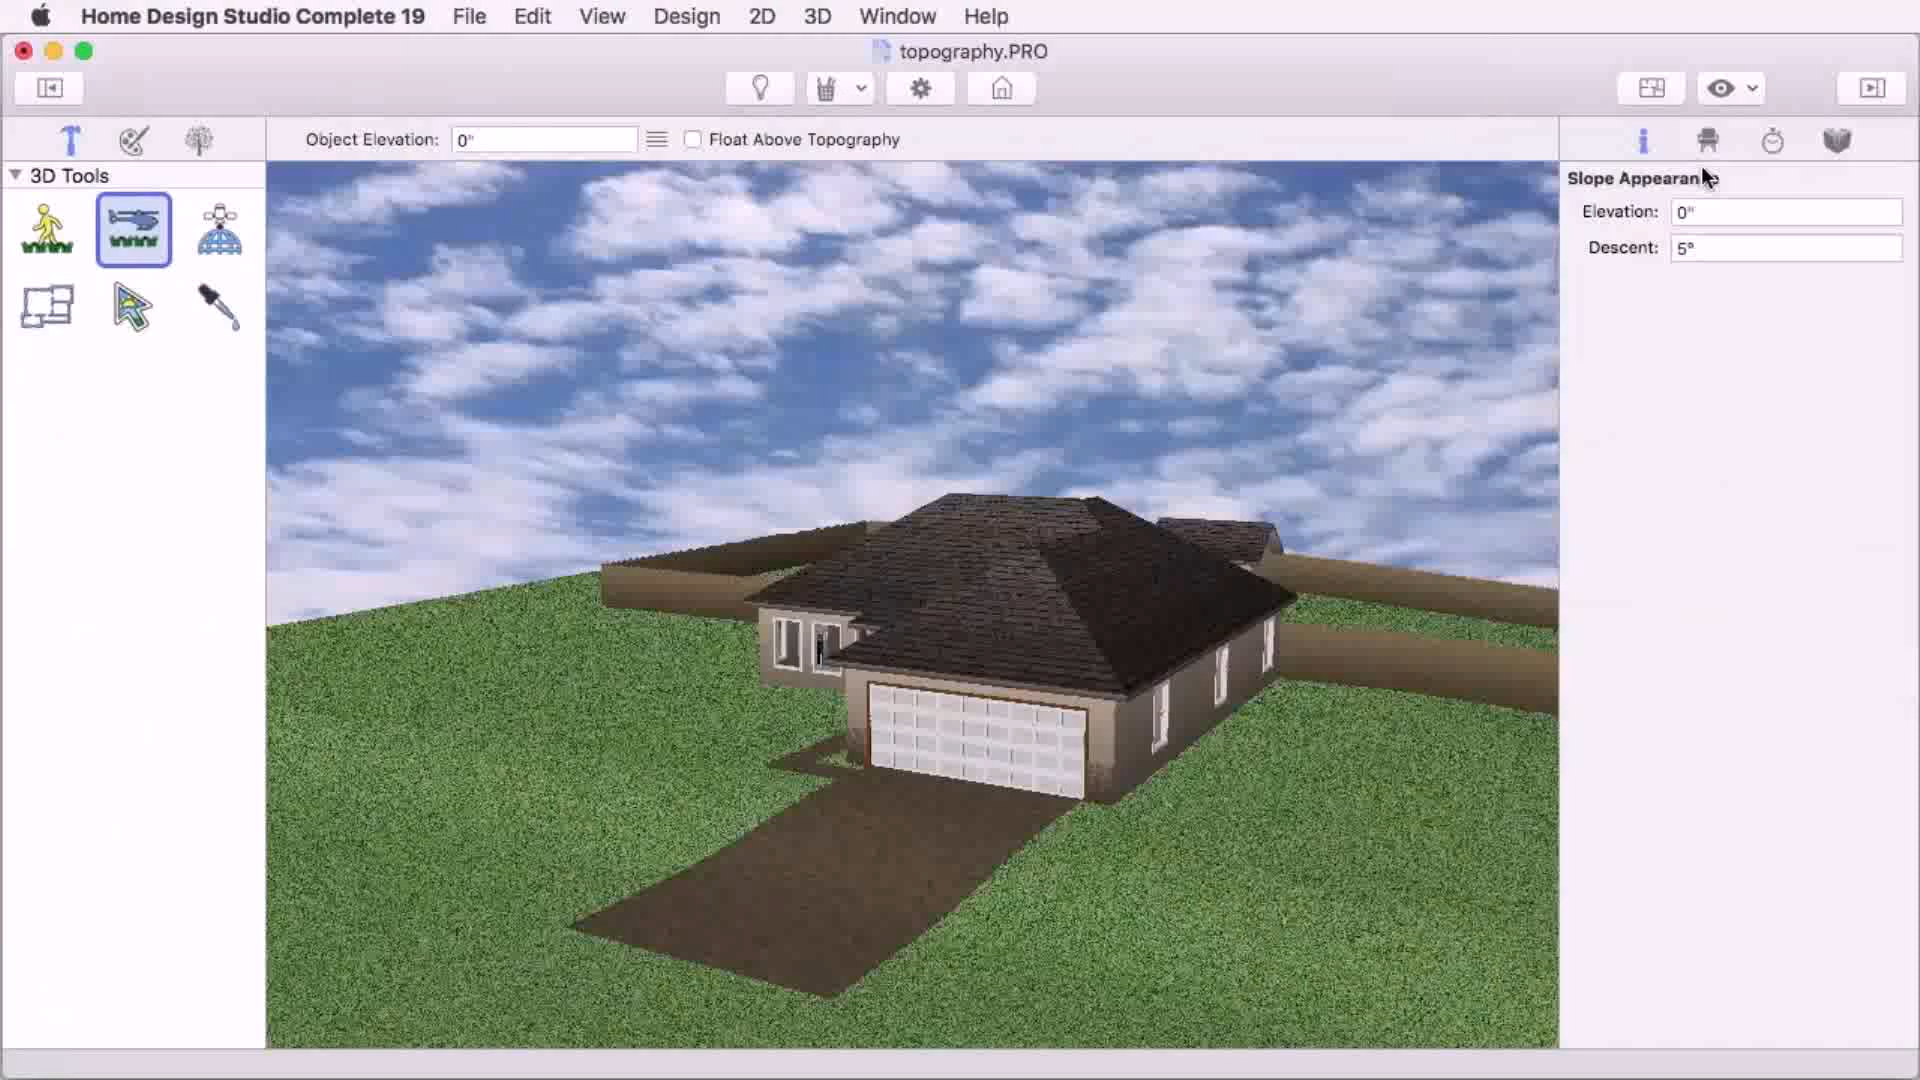 Home Design Studio Complete 19 File Edit View Design 2D 3D Window Help
topography.PRO
Object Elevation: 0" Float Above Topography
3D Tools
Slope Appearance
Elevation: 0"
Descent: 5°